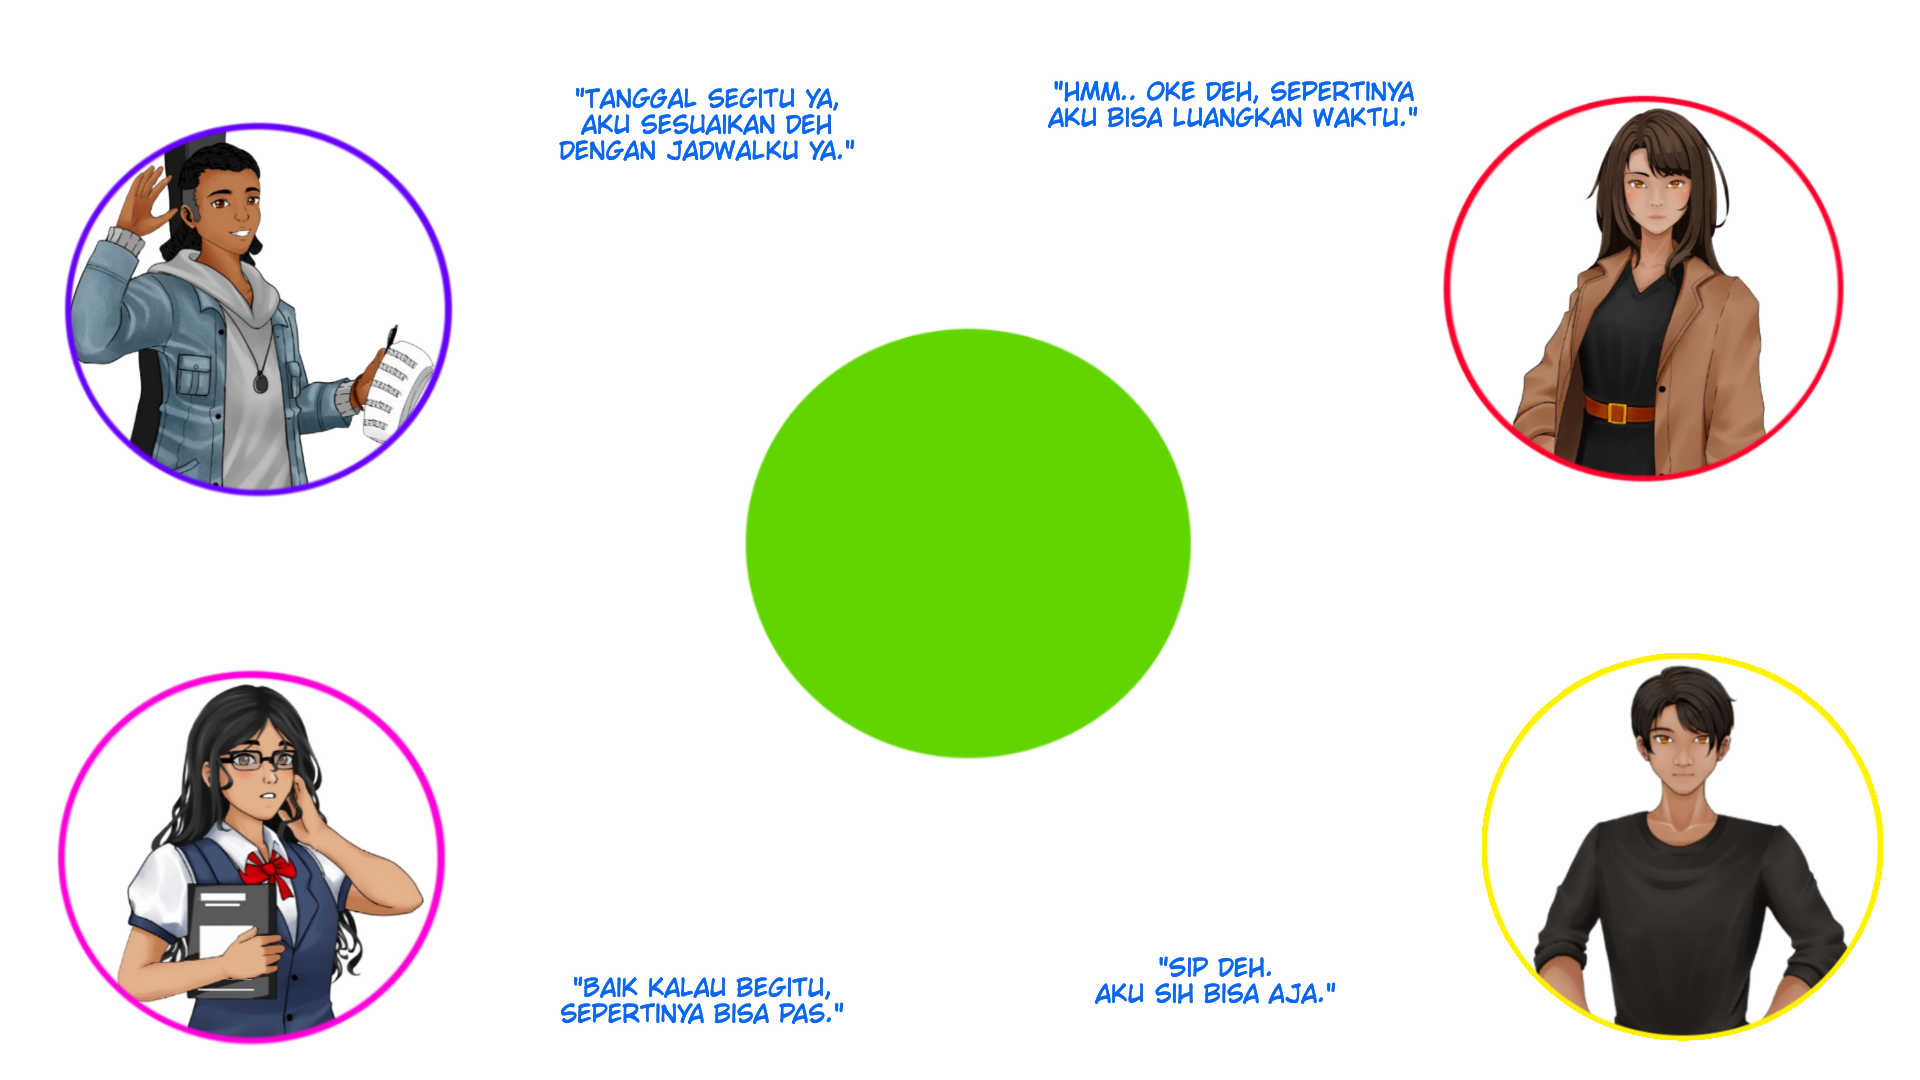 "TANGGAL SEGITU YA,
AKU SESUAIKAN DEH
DENGAN JADWALKU YA."
"HMM.. OKE DEH, SEPERTINYA
AKU BISA LUANGKAN WAKTU."
"BAIK KALAU BEGITU,
SEPERTINYA BISA PAS."
"SIP DEH.
AKU SIH BISA AJA."